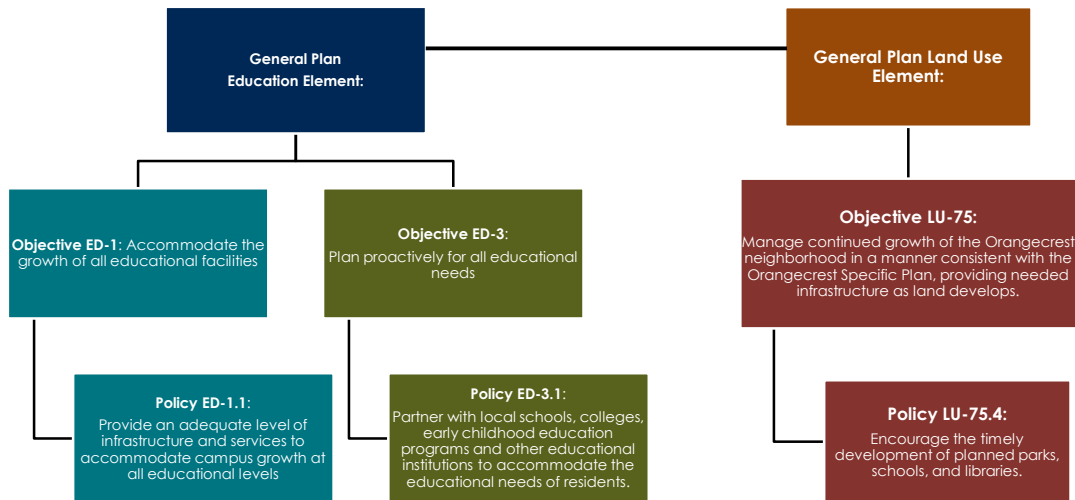 General Plan
Education Element:
General Plan Land Use
Element:
Objective ED-1: Accommodate the
growth of all educational facilities
Objective ED-3:
Plan proactively for all educational
needs
Objective LU-75:
Manage continued growth of the Orangecrest
neighborhood in a manner consistent with the
Orangecrest Specific Plan, providing needed
infrastructure as land develops.
Policy ED-1.1:
Provide an adequate level of
infrastructure and services to
accommodate campus growth at
all educational levels
Policy ED-3.1:
Partner with local schools, colleges,
early childhood education
programs and other educational
institutions to accommodate the
educational needs of residents.
Policy LU-75.4:
Encourage the timely
development of planned parks,
schools, and libraries.